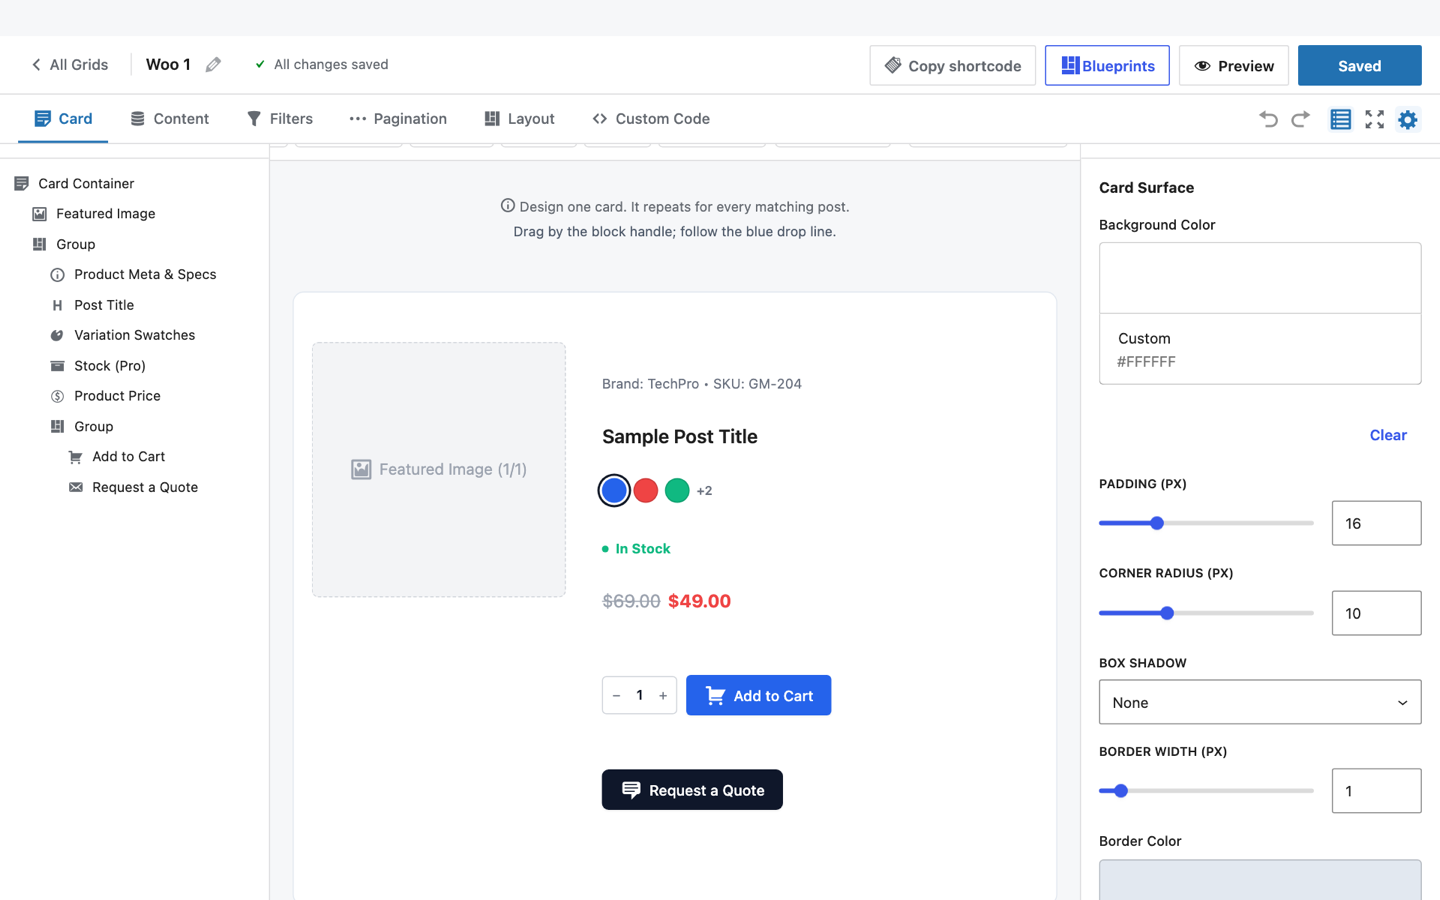 All Grids
Woo 1
All changes saved
Copy shortcode
Blueprints
Preview
Saved
Card
Content
Filters
Pagination
Layout
Custom Code
Card Container
Featured Image
Group
Product Meta & Specs
Post Title
Variation Swatches
Stock (Pro)
Product Price
Group
Add to Cart
Request a Quote
Design one card. It repeats for every matching post.
Drag by the block handle; follow the blue drop line.
Featured Image (1/1)
Brand: TechPro • SKU: GM-204
Sample Post Title
+2
In Stock
$69.00 $49.00
− 1 +
Add to Cart
Request a Quote
Card Surface
Background Color
Custom
#FFFFFF
Clear
PADDING (PX)
16
CORNER RADIUS (PX)
10
BOX SHADOW
None
BORDER WIDTH (PX)
1
Border Color